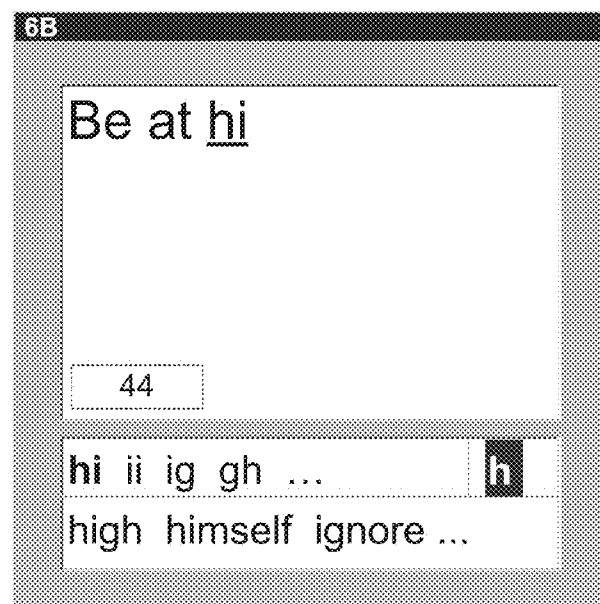 6B
Be at hi
44
hi ii ig gh ... h
high himself ignore ...